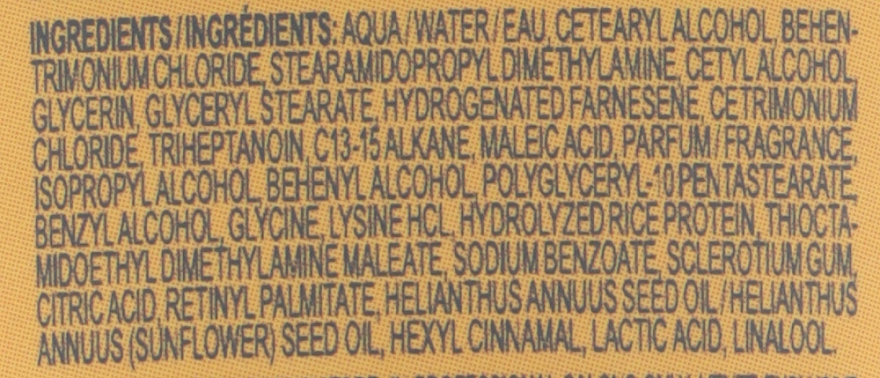 INGREDIENTS/INGRÉDIENTS: AQUA/WATER/EAU, CETEARYL ALCOHOL, BEHEN-
TRIMONIUM CHLORIDE, STEARAMIDOPROPYL DIMETHYLAMINE, CETYL ALCOHOL,
GLYCERIN, GLYCERYL STEARATE, HYDROGENATED FARNESENE, CETRIMONIUM
CHLORIDE, TRIHEPTANOIN, C13-15 ALKANE, MALEIC ACID, PARFUM/FRAGRANCE,
ISOPROPYL ALCOHOL, BEHENYL ALCOHOL, POLYGLYCERYL-10 PENTASTEARATE,
BENZYL ALCOHOL, GLYCINE, LYSINE HCL, HYDROLYZED RICE PROTEIN, THIOCTA-
MIDOETHYL DIMETHYLAMINE MALEATE, SODIUM BENZOATE, SCLEROTIUM GUM,
CITRIC ACID, RETINYL PALMITATE, HELIANTHUS ANNUUS SEED OIL/HELIANTHUS
ANNUUS (SUNFLOWER) SEED OIL, HEXYL CINNAMAL, LACTIC ACID, LINALOOL.